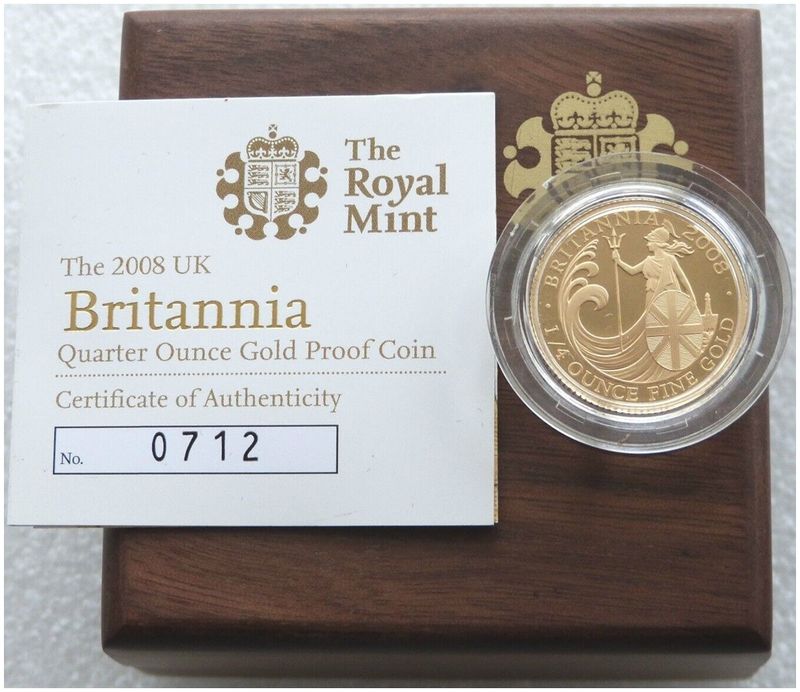 The
Royal
Mint
The 2008 UK
Britannia
Quarter Ounce Gold Proof Coin
Certificate of Authenticity
No. 0712
BRITANNIA 2008
1/4 OUNCE FINE GOLD